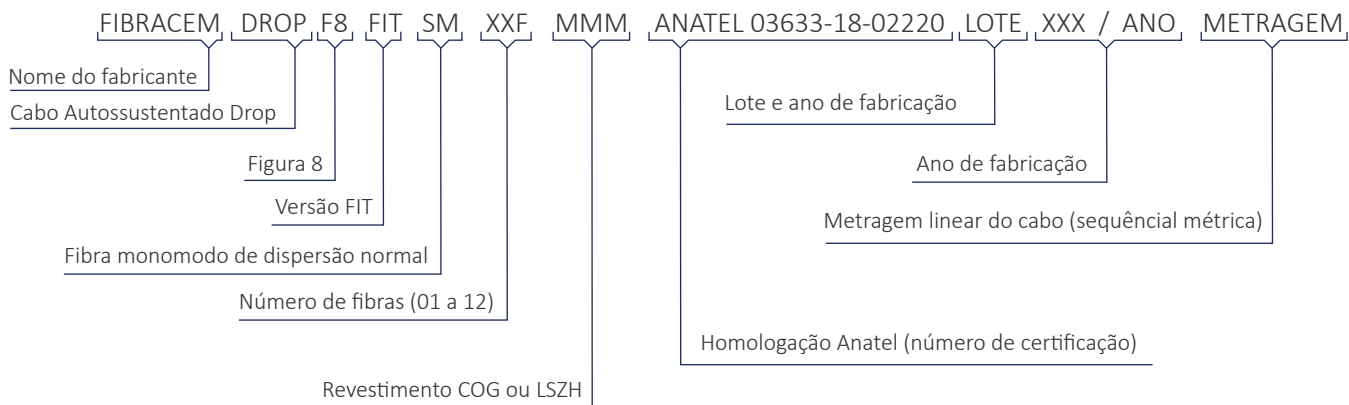 FIBRACEM DROP F8 FIT SM XXF MMM ANATEL 03633-18-02220 LOTE XXX / ANO METRAGEM
Nome do fabricante
Cabo Autossustentado Drop
Lote e ano de fabricação
Figura 8
Ano de fabricação
Versão FIT
Metragem linear do cabo (sequêncial métrica)
Fibra monomodo de dispersão normal
Número de fibras (01 a 12)
Homologação Anatel (número de certificação)
Revestimento COG ou LSZH